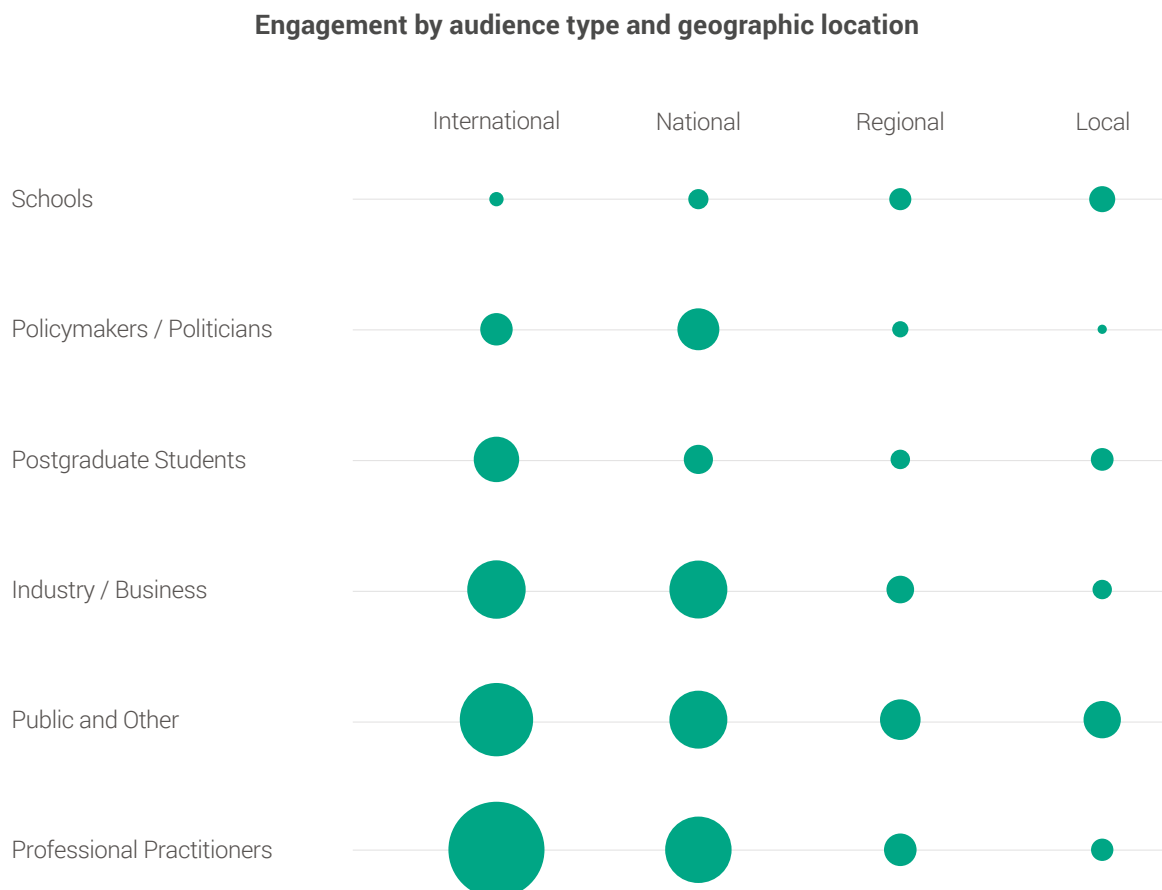 Engagement by audience type and geographic location
International National Regional Local
Schools
Policymakers / Politicians
Postgraduate Students
Industry / Business
Public and Other
Professional Practitioners